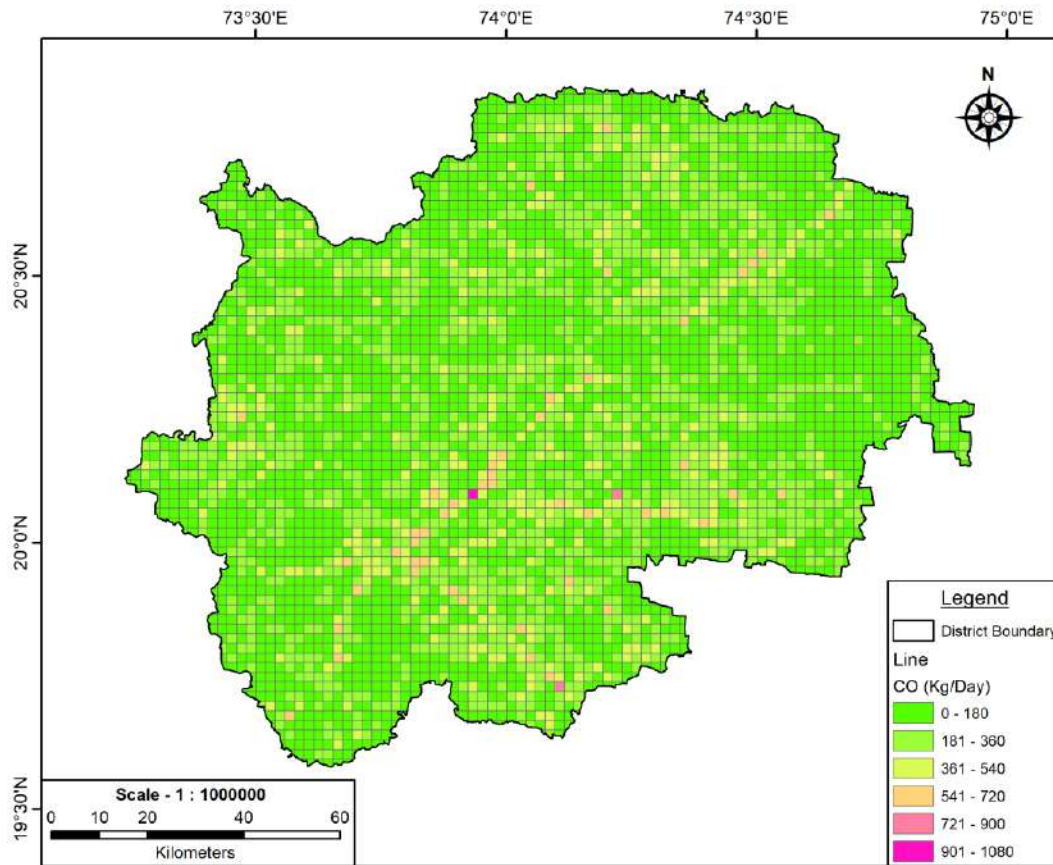 73°30'E 74°0'E 74°30'E 75°0'E
N
20°30'N
20°0'N
19°30'N
Legend
District Boundary
Line
CO (Kg/Day)
0 - 180
181 - 360
361 - 540
541 - 720
721 - 900
901 - 1080
Scale - 1 : 1000000
0 10 20 40 60
Kilometers